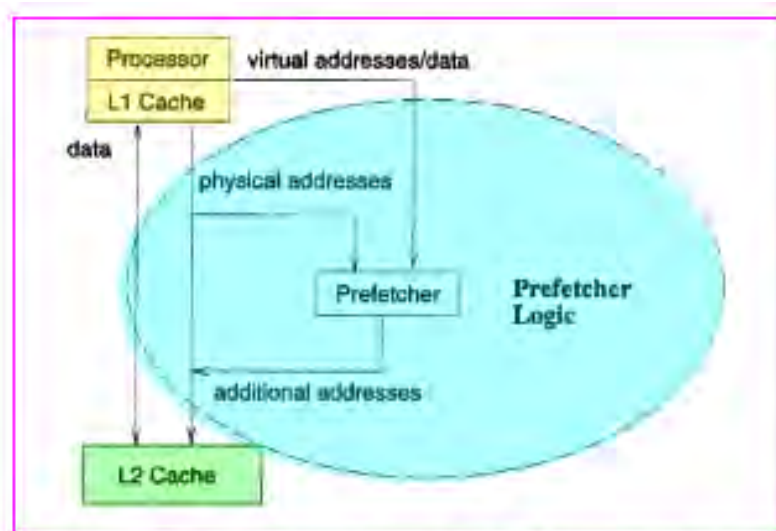 Processor
virtual addresses/data
L1 Cache
data
physical addresses
Prefetcher
Prefetcher
Logic
additional addresses
L2 Cache